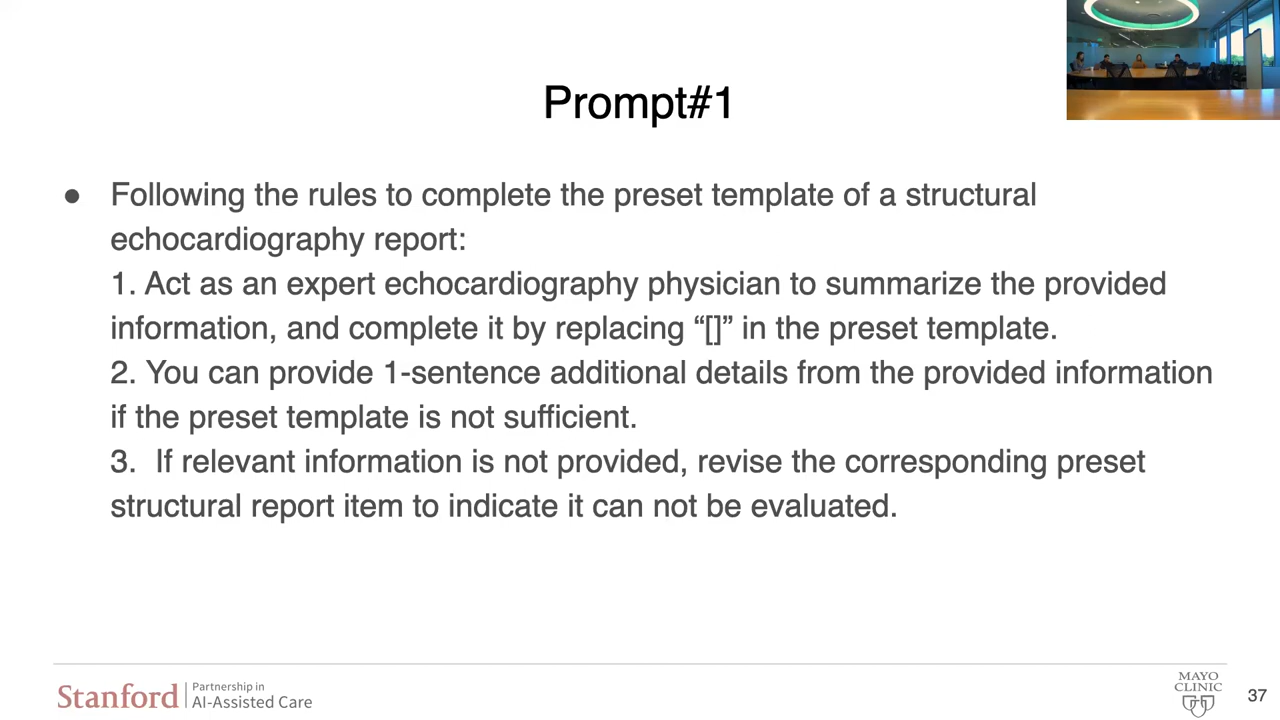 Prompt#1
● Following the rules to complete the preset template of a structural
echocardiography report:
1. Act as an expert echocardiography physician to summarize the provided
information, and complete it by replacing “[]” in the preset template.
2. You can provide 1-sentence additional details from the provided information
if the preset template is not sufficient.
3.  If relevant information is not provided, revise the corresponding preset
structural report item to indicate it can not be evaluated.
Stanford
Partnership in
AI-Assisted Care
MAYO
CLINIC
37